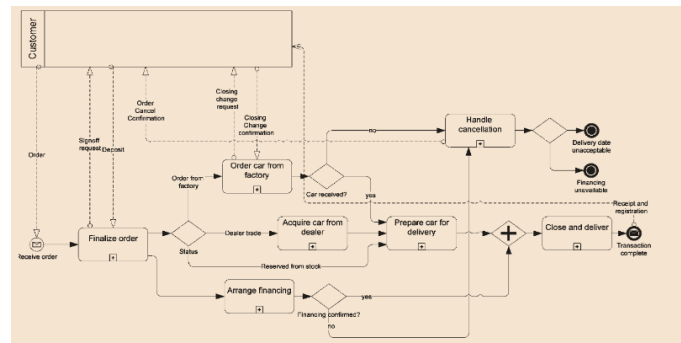 Customer
Order
Signoff
request
Deposit
Order
Cancel
Confirmation
Closing
change
request
Closing
Change
confirmation
Order from
factory
Order car from
factory
Car received?
no
yes
Handle
cancellation
Delivery date
unacceptable
Financing
unavailable
Receipt and
registration
Receive order
Finalize order
Status
Dealer trade
Acquire car from
dealer
Prepare car for
delivery
Close and deliver
Transaction
complete
Reserved from stock
Arrange financing
Financing confirmed?
yes
no